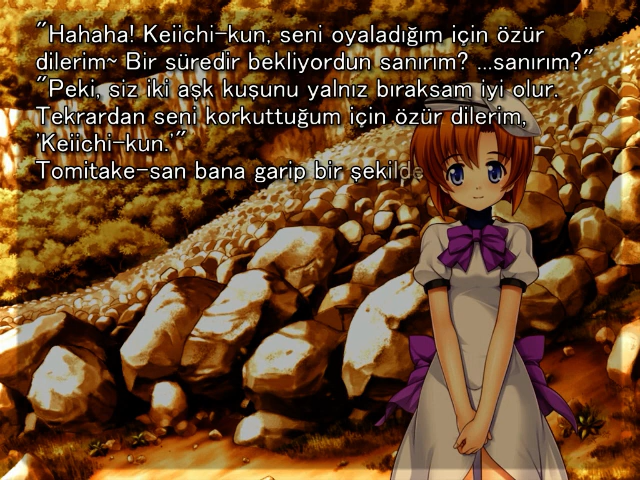 "Hahaha! Keiichi-kun, seni oyaladığım için özür
dilerim~ Bir süredir bekliyordun sanırım? ...sanırım?"
"Peki, siz iki aşk kuşunu yalnız bıraksam iyi olur.
Tekrardan seni korkuttuğum için özür dilerim,
'Keiichi-kun.'"
Tomitake-san bana garip bir şekilde